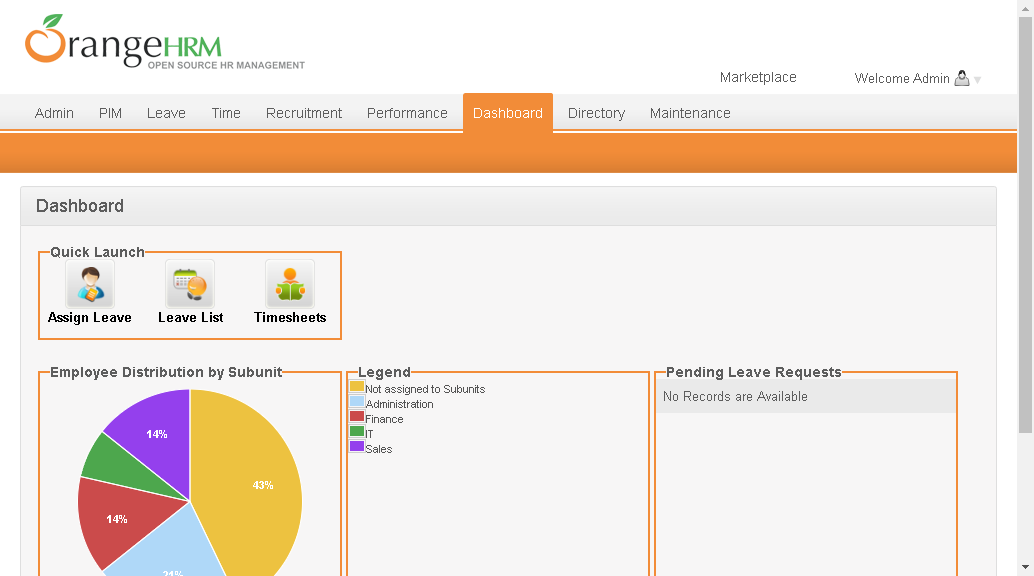 OrangeHRM
OPEN SOURCE HR MANAGEMENT
Marketplace
Welcome Admin
Admin PIM Leave Time Recruitment Performance Dashboard Directory Maintenance
Dashboard
Quick Launch
Assign Leave Leave List Timesheets
Employee Distribution by Subunit
14%
43%
14%
21%
Legend
Not assigned to Subunits
Administration
Finance
IT
Sales
Pending Leave Requests
No Records are Available